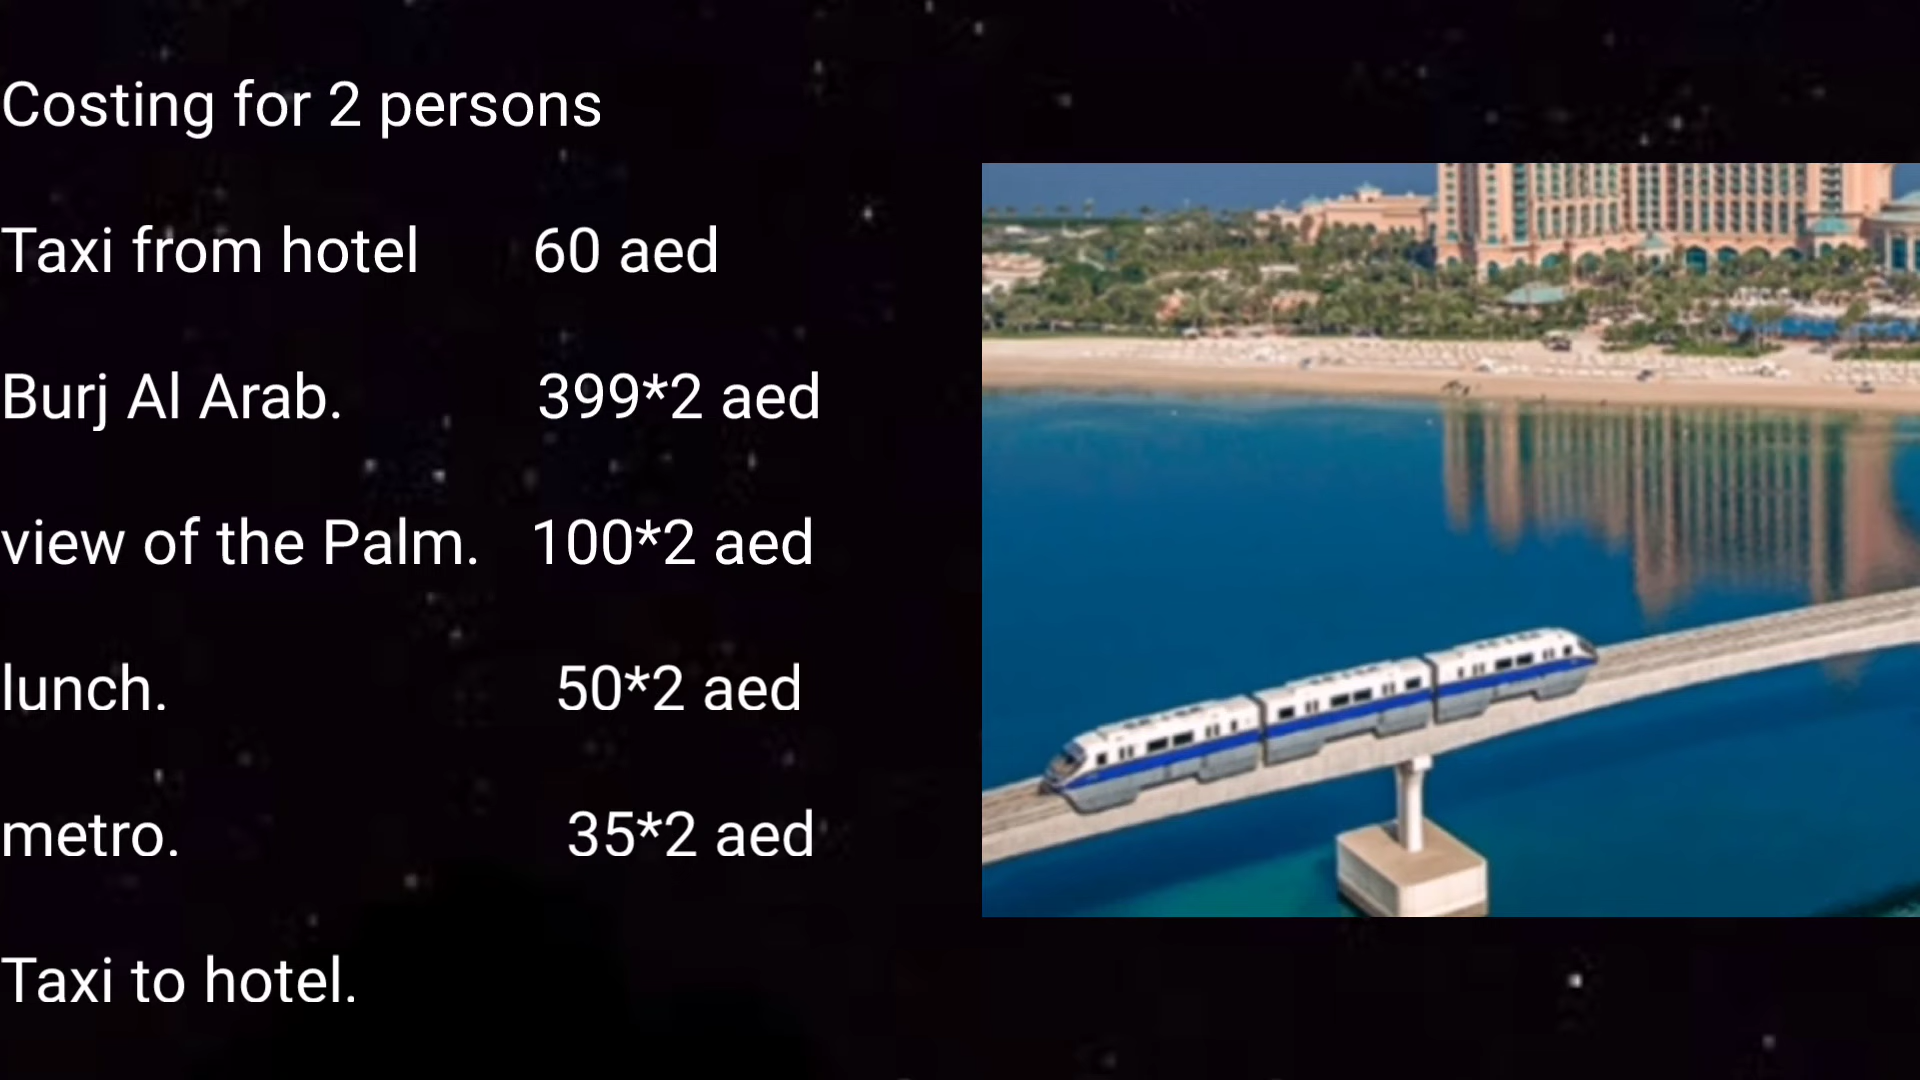 Costing for 2 persons
Taxi from hotel 60 aed
Burj Al Arab. 399*2 aed
view of the Palm. 100*2 aed
lunch. 50*2 aed
metro. 35*2 aed
Taxi to hotel.